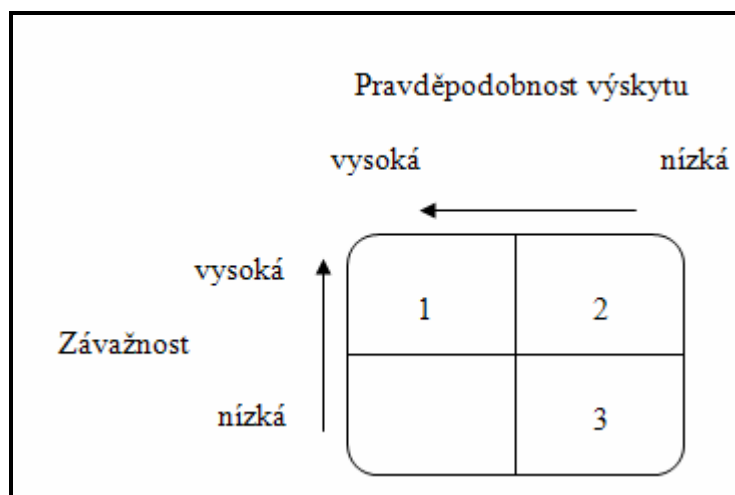 Pravděpodobnost výskytu
vysoká nízká
vysoká
1 2
Závažnost
nízká
3